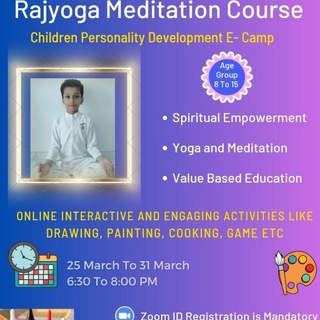 Rajyoga Meditation Course
Children Personality Development E- Camp
Age
Group
8 To 15
• Spiritual Empowerment
• Yoga and Meditation
• Value Based Education
ONLINE INTERACTIVE AND ENGAGING ACTIVITIES LIKE
DRAWING, PAINTING, COOKING, GAME ETC
25 March To 31 March
6:30 To 8:00 PM
Zoom ID Registration is Mandatory